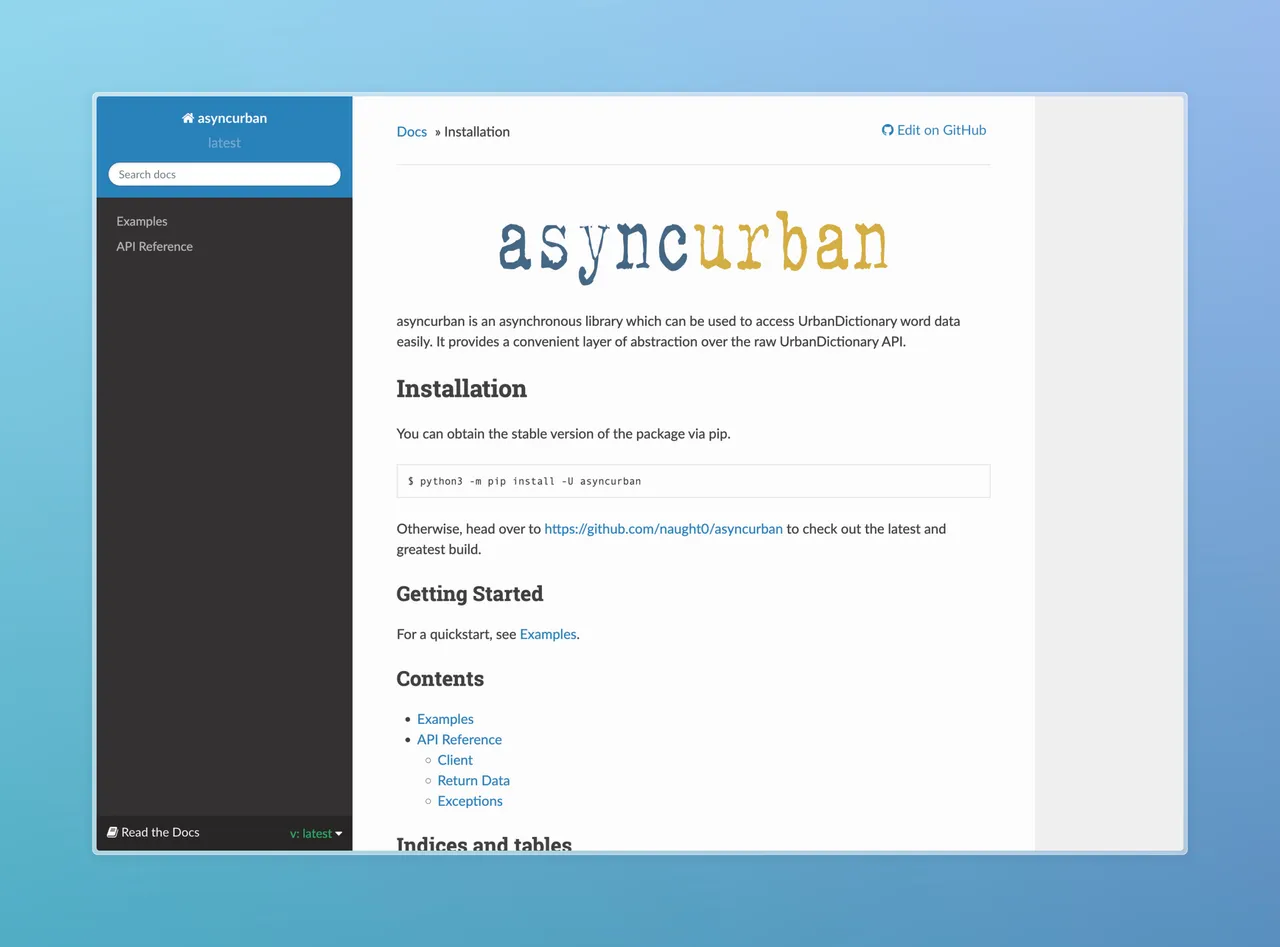 asyncurban
latest
Search docs
Examples
API Reference
Read the Docs
v: latest
Docs » Installation
Edit on GitHub
asyncurban
asyncurban is an asynchronous library which can be used to access UrbanDictionary word data
easily. It provides a convenient layer of abstraction over the raw UrbanDictionary API.
Installation
You can obtain the stable version of the package via pip.
$ python3 -m pip install -U asyncurban
Otherwise, head over to https://github.com/naught0/asyncurban to check out the latest and
greatest build.
Getting Started
For a quickstart, see Examples.
Contents
• Examples
• API Reference
◦ Client
◦ Return Data
◦ Exceptions
Indices and tables